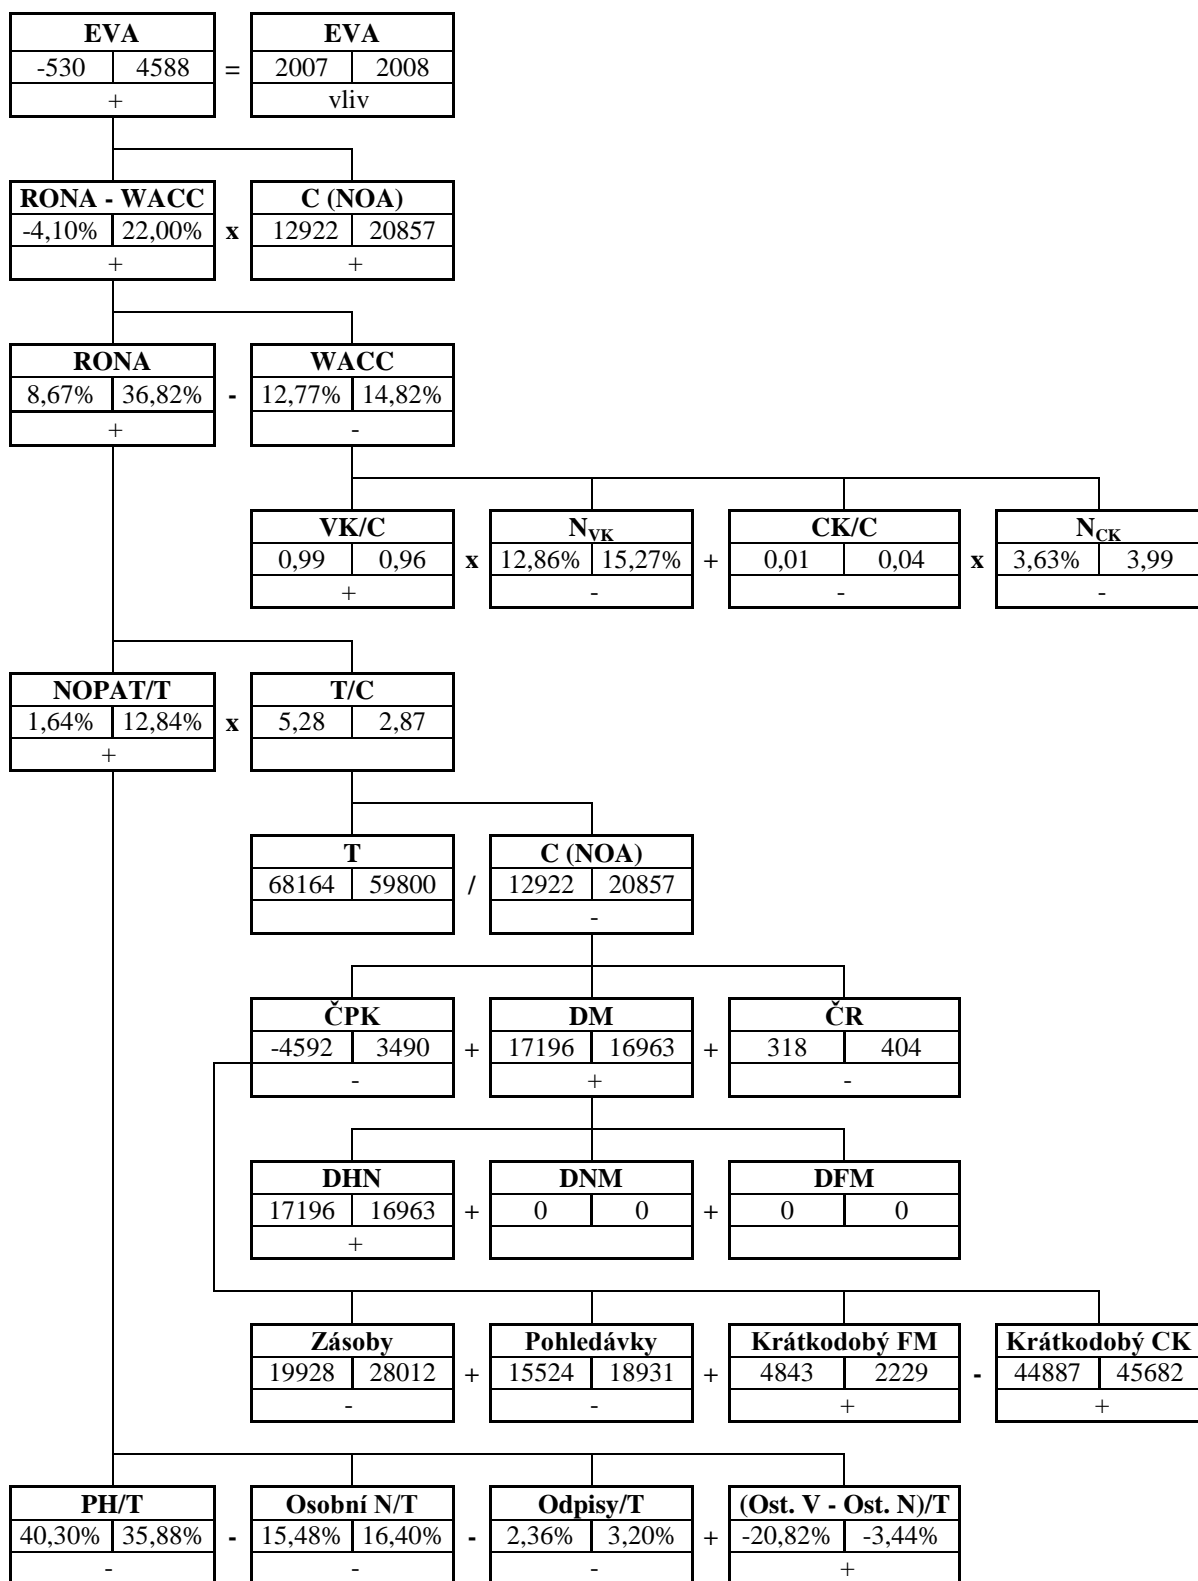 EVA EVA
-530 4588 = 2007 2008
+ vliv
RONA - WACC C (NOA)
-4,10% 22,00% x 12922 20857
+ +
RONA WACC
8,67% 36,82% - 12,77% 14,82%
+ -
VK/C N_VK CK/C N_CK
0,99 0,96 x 12,86% 15,27% + 0,01 0,04 x 3,63% 3,99
+ - - -
NOPAT/T T/C
1,64% 12,84% x 5,28 2,87
+
T C (NOA)
68164 59800 / 12922 20857
-
ČPK DM ČR
-4592 3490 + 17196 16963 + 318 404
- + -
DHN DNM DFM
17196 16963 + 0 0 + 0 0
+
Zásoby Pohledávky Krátkodobý FM Krátkodobý CK
19928 28012 + 15524 18931 + 4843 2229 - 44887 45682
- - + +
PH/T Osobní N/T Odpisy/T (Ost. V - Ost. N)/T
40,30% 35,88% - 15,48% 16,40% - 2,36% 3,20% + -20,82% -3,44%
- - - +